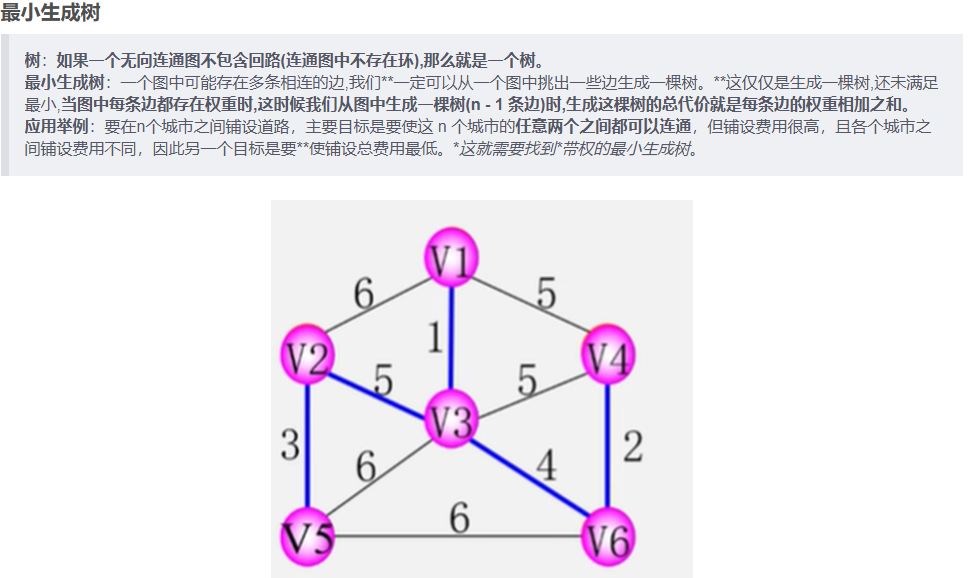 最小生成树
树：如果一个无向连通图不包含回路(连通图中不存在环),那么就是一个树。
最小生成树：一个图中可能存在多条相连的边,我们**一定可以从一个图中挑出一些边生成一棵树。**这仅仅是生成一棵树,还未满足
最小,当图中每条边都存在权重时,这时候我们从图中生成一棵树(n - 1 条边)时,生成这棵树的总代价就是每条边的权重相加之和。
应用举例：要在n个城市之间铺设道路，主要目标是要使这 n 个城市的任意两个之间都可以连通，但铺设费用很高，且各个城市之
间铺设费用不同，因此另一个目标是要**使铺设总费用最低。*这就需要找到*带权的最小生成树。
V1
6
5
1
V2
V4
5
5
V3
3
6
4
2
6
V5
V6